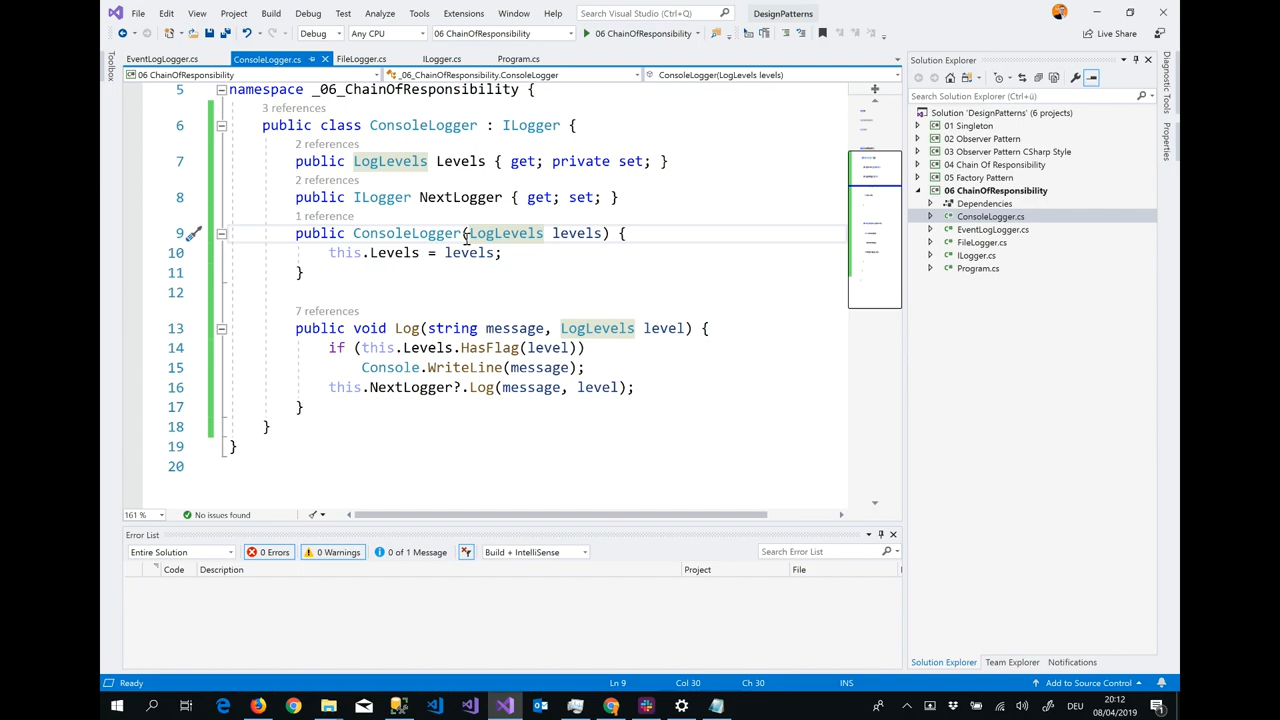 File Edit View Project Build Debug Test Analyze Tools Extensions Window Help Search Visual Studio (Ctrl+Q) DesignPatterns
Debug Any CPU 06 ChainOfResponsibility 06 ChainOfResponsibility Live Share
EventLogLogger.cs ConsoleLogger.cs FileLogger.cs ILogger.cs Program.cs
06 ChainOfResponsibility _06_ChainOfResponsibility.ConsoleLogger ConsoleLogger(LogLevels levels)
5 namespace _06_ChainOfResponsibility {
3 references
6 public class ConsoleLogger : ILogger {
2 references
7 public LogLevels Levels { get; private set; }
2 references
8 public ILogger NextLogger { get; set; }
1 reference
9 public ConsoleLogger(LogLevels levels) {
10 this.Levels = levels;
11 }
12
7 references
13 public void Log(string message, LogLevels level) {
14 if (this.Levels.HasFlag(level))
15 Console.WriteLine(message);
16 this.NextLogger?.Log(message, level);
17 }
18 }
19 }
20
161 % No issues found
Error List
Entire Solution 0 Errors 0 Warnings 0 of 1 Message Build + IntelliSense Search Error List
Code Description Project File
Toolbox
Solution Explorer
Search Solution Explorer (Ctrl+ü)
Solution 'DesignPatterns' (6 projects)
01 Singleton
02 Observer Pattern
03 Observer Pattern CSharp Style
04 Chain Of Responsibility
05 Factory Pattern
06 ChainOfResponsibility
Dependencies
ConsoleLogger.cs
EventLogLogger.cs
FileLogger.cs
ILogger.cs
Program.cs
Solution Explorer Team Explorer Notifications
Diagnostic Tools
Properties
Ready Ln 9 Col 30 Ch 30 INS Add to Source Control
DEU 20:12
08/04/2019